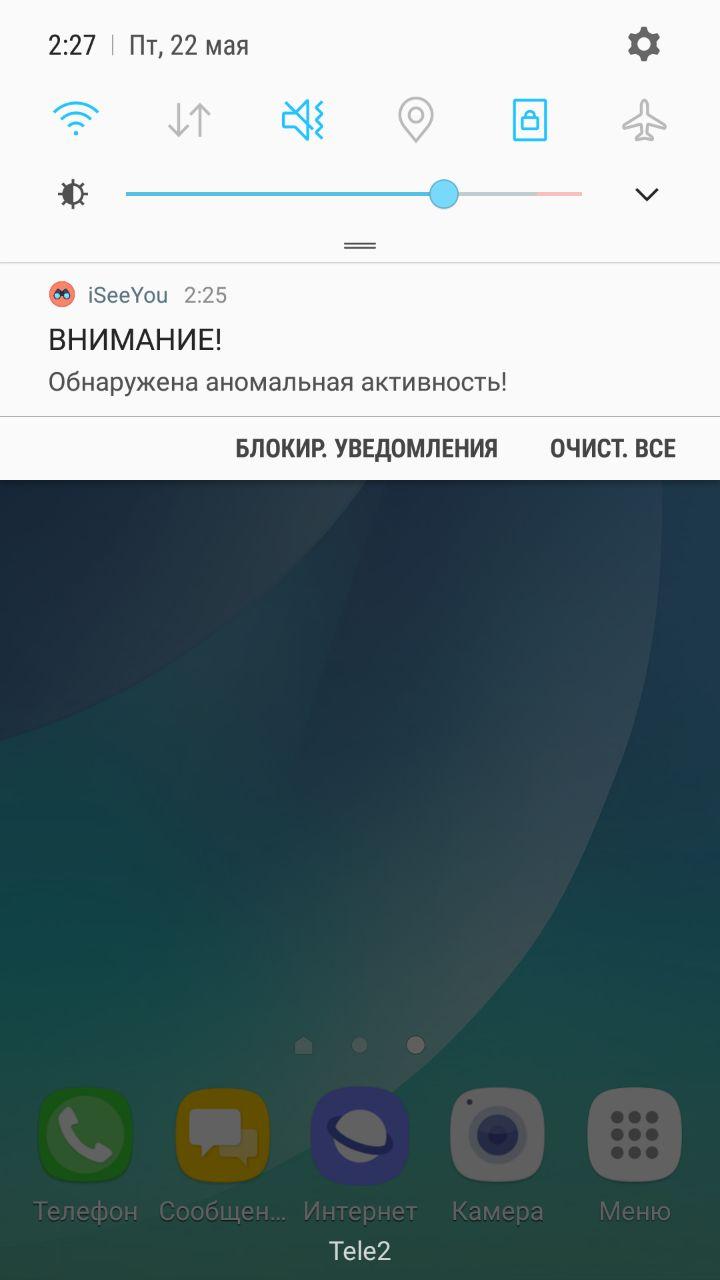 2:27 | Пт, 22 мая
iSeeYou 2:25
ВНИМАНИЕ!
Обнаружена аномальная активность!
БЛОКИР. УВЕДОМЛЕНИЯ ОЧИСТ. ВСЕ
Телефон Сообщен... Интернет Камера Меню
Tele2